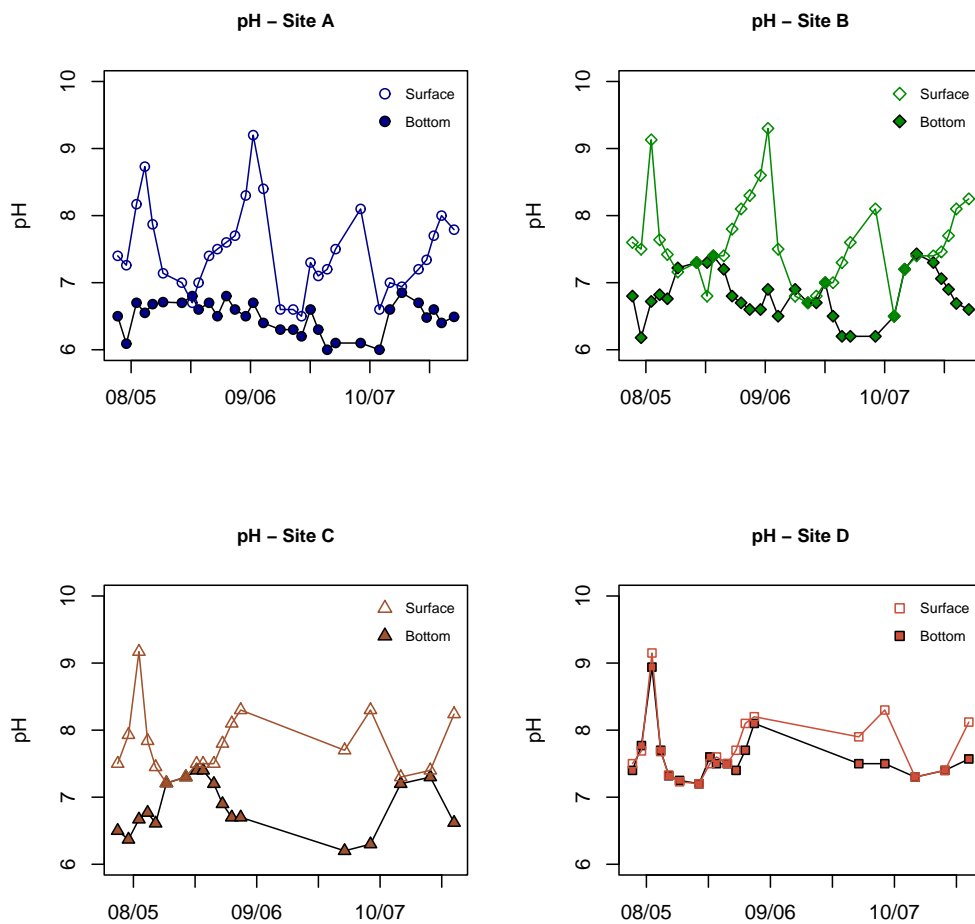 pH – Site A
pH
10
9
8
7
6
Surface
Bottom
08/05 09/06 10/07
pH – Site B
pH
10
9
8
7
6
Surface
Bottom
08/05 09/06 10/07
pH – Site C
pH
10
9
8
7
6
Surface
Bottom
08/05 09/06 10/07
pH – Site D
pH
10
9
8
7
6
Surface
Bottom
08/05 09/06 10/07